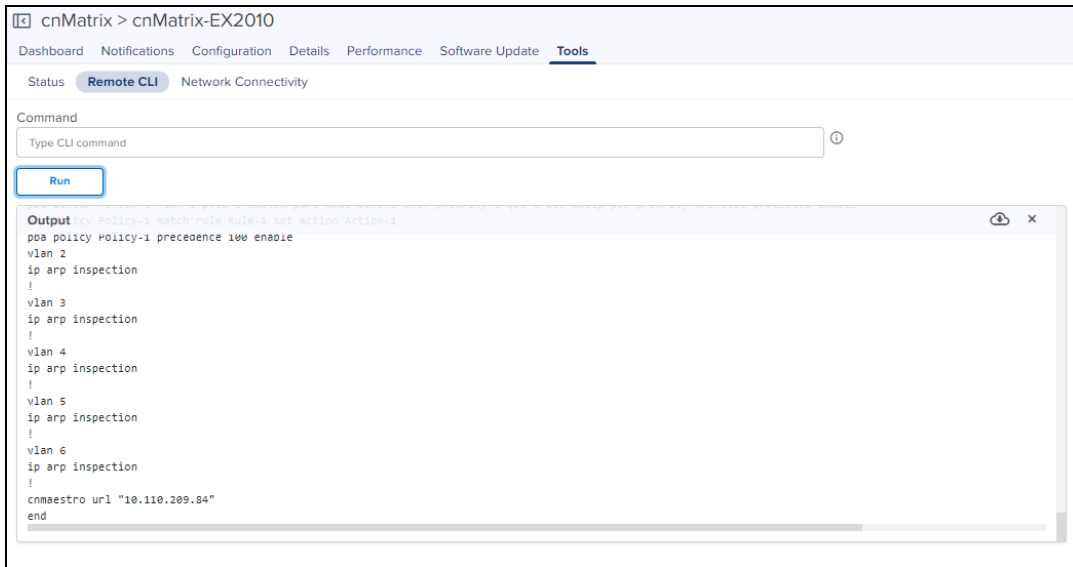 cnMatrix > cnMatrix-EX2010
Dashboard Notifications Configuration Details Performance Software Update Tools
Status Remote CLI Network Connectivity
Command
Type CLI command
Run
Output icy Policy-1 match rule Rule-1 set action Action-1
pba policy Policy-1 precedence 100 enable
vlan 2
ip arp inspection
!
vlan 3
ip arp inspection
!
vlan 4
ip arp inspection
!
vlan 5
ip arp inspection
!
vlan 6
ip arp inspection
!
cnmaestro url "10.110.209.84"
end